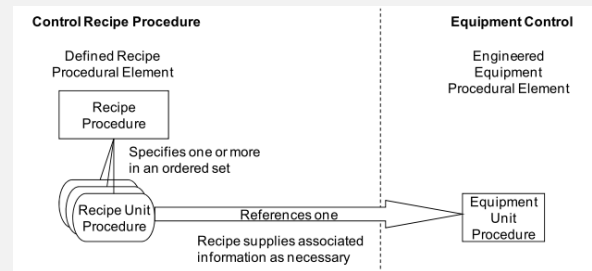 Control Recipe Procedure
Equipment Control
Defined Recipe
Procedural Element
Engineered
Equipment
Procedural Element
Recipe
Procedure
Specifies one or more
in an ordered set
Recipe Unit
Procedure
References one
Equipment
Unit
Procedure
Recipe supplies associated
information as necessary